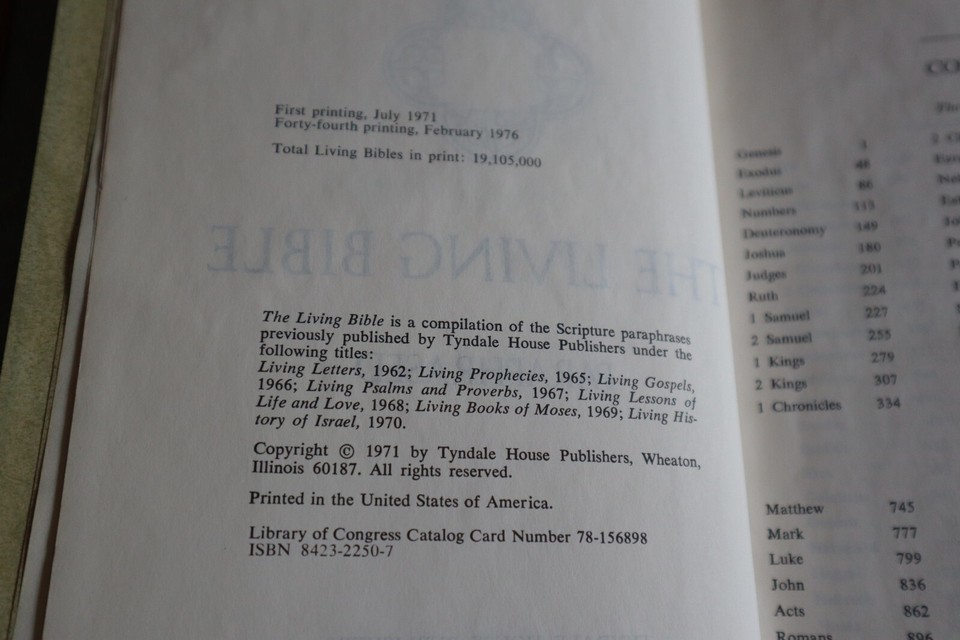 First printing, July 1971
Forty-fourth printing, February 1976
Total Living Bibles in print: 19,105,000
THE LIVING BIBLE
The Living Bible is a compilation of the Scripture paraphrases
previously published by Tyndale House Publishers under the
following titles:
Living Letters, 1962; Living Prophecies, 1965; Living Gospels,
1966; Living Psalms and Proverbs, 1967; Living Lessons of
Life and Love, 1968; Living Books of Moses, 1969; Living His-
tory of Israel, 1970.
Copyright © 1971 by Tyndale House Publishers, Wheaton,
Illinois 60187. All rights reserved.
Printed in the United States of America.
Library of Congress Catalog Card Number 78-156898
ISBN 8423-2250-7
CO
Genesis 1
Exodus 46
Leviticus 86
Numbers 113
Deuteronomy 149
Joshua 180
Judges 201
Ruth 224
1 Samuel 227
2 Samuel 255
1 Kings 279
2 Kings 307
1 Chronicles 334
Matthew 745
Mark 777
Luke 799
John 836
Acts 862
Romans 896